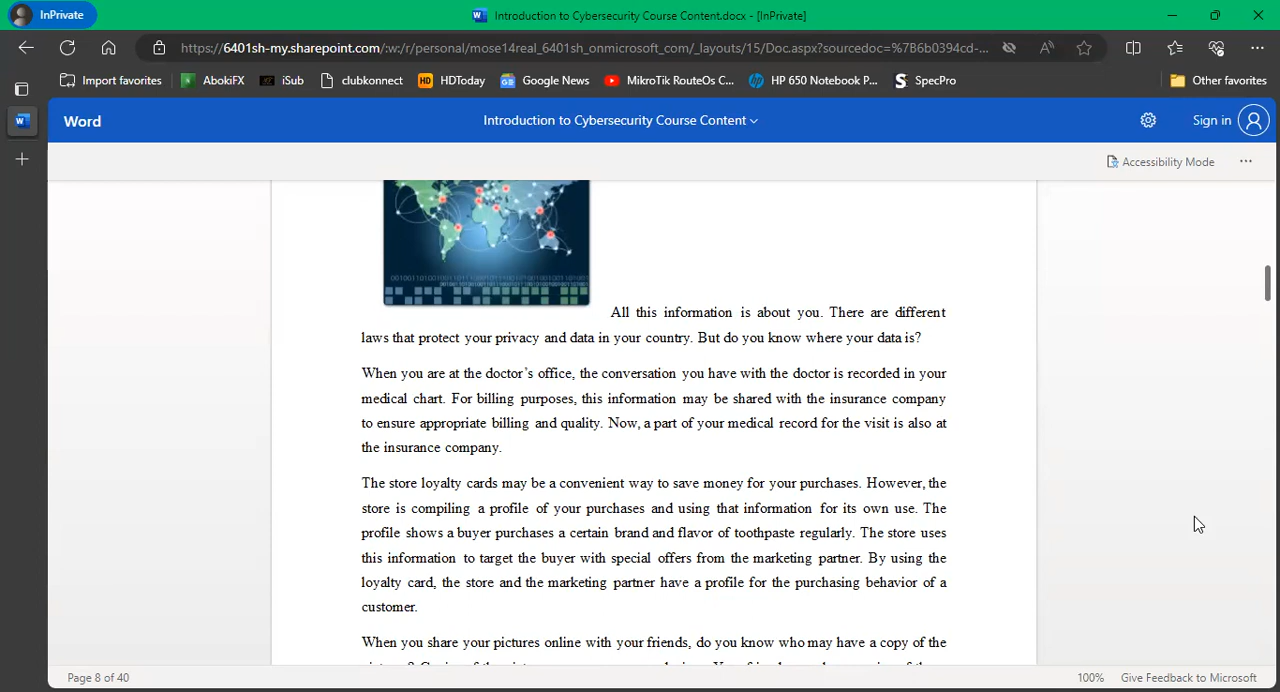 InPrivate
Introduction to Cybersecurity Course Content.docx - [InPrivate]
https://6401sh-my.sharepoint.com/:w:/r/personal/mose14real_6401sh_onmicrosoft_com/_layouts/15/Doc.aspx?sourcedoc=%7B6b0394cd-...
Import favorites AbokiFX iSub clubkonnect HDToday Google News MikroTik RouteOs C... HP 650 Notebook P... SpecPro Other favorites
Word Introduction to Cybersecurity Course Content Sign in
Accessibility Mode ...
All this information is about you. There are different
laws that protect your privacy and data in your country. But do you know where your data is?
When you are at the doctor’s office, the conversation you have with the doctor is recorded in your
medical chart. For billing purposes, this information may be shared with the insurance company
to ensure appropriate billing and quality. Now, a part of your medical record for the visit is also at
the insurance company.
The store loyalty cards may be a convenient way to save money for your purchases. However, the
store is compiling a profile of your purchases and using that information for its own use. The
profile shows a buyer purchases a certain brand and flavor of toothpaste regularly. The store uses
this information to target the buyer with special offers from the marketing partner. By using the
loyalty card, the store and the marketing partner have a profile for the purchasing behavior of a
customer.
When you share your pictures online with your friends, do you know who may have a copy of the
Page 8 of 40 100% Give Feedback to Microsoft